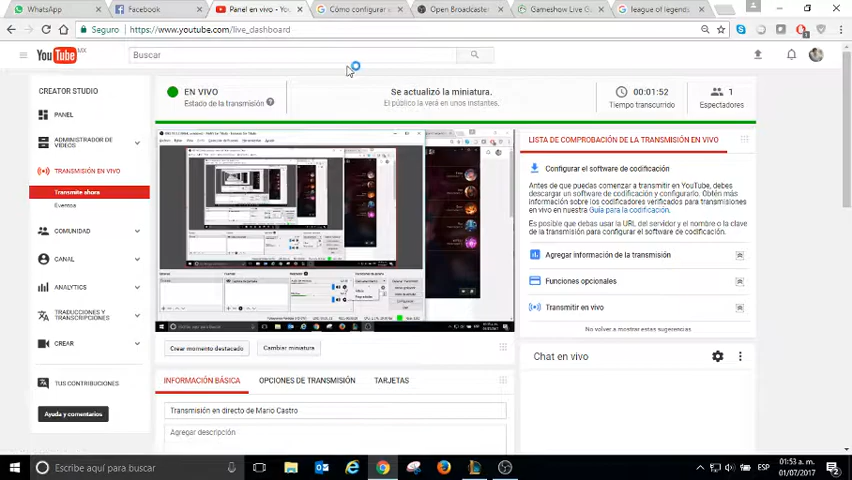 WhatsApp
Facebook
Panel en vivo - You
Cómo configurar v
Open Broadcaster
Gameshow Live Ga
league of legends
Seguro
https://www.youtube.com/live_dashboard
YouTube MX
Buscar
CREATOR STUDIO
PANEL
ADMINISTRADOR DE
VIDEOS
TRANSMISIÓN EN VIVO
Transmite ahora
Eventos
COMUNIDAD
CANAL
ANALYTICS
TRADUCCIONES Y
TRANSCRIPCIONES
CREAR
TUS CONTRIBUCIONES
Ayuda y comentarios
EN VIVO
Estado de la transmisión
Se actualizó la miniatura.
El público la verá en unos instantes.
00:01:52
Tiempo transcurrido
1
Espectadores
Crear momento destacado
Cambiar miniatura
INFORMACIÓN BÁSICA
OPCIONES DE TRANSMISIÓN
TARJETAS
Transmisión en directo de Mario Castro
Agregar descripción
LISTA DE COMPROBACIÓN DE LA TRANSMISIÓN EN VIVO
Configurar el software de codificación
Antes de que puedas comenzar a transmitir en YouTube, debes
descargar un software de codificación y configurarlo. Obtén más
información sobre los codificadores verificados para transmisiones
en vivo en nuestra Guía para la codificación.
Es posible que debas usar la URL del servidor y el nombre o la clave
de la transmisión para configurar el software de codificación.
Agregar información de la transmisión
Funciones opcionales
Transmitir en vivo
No volver a mostrar estas sugerencias.
Chat en vivo
Escribe aquí para buscar
ESP
01:53 a. m.
01/07/2017
2